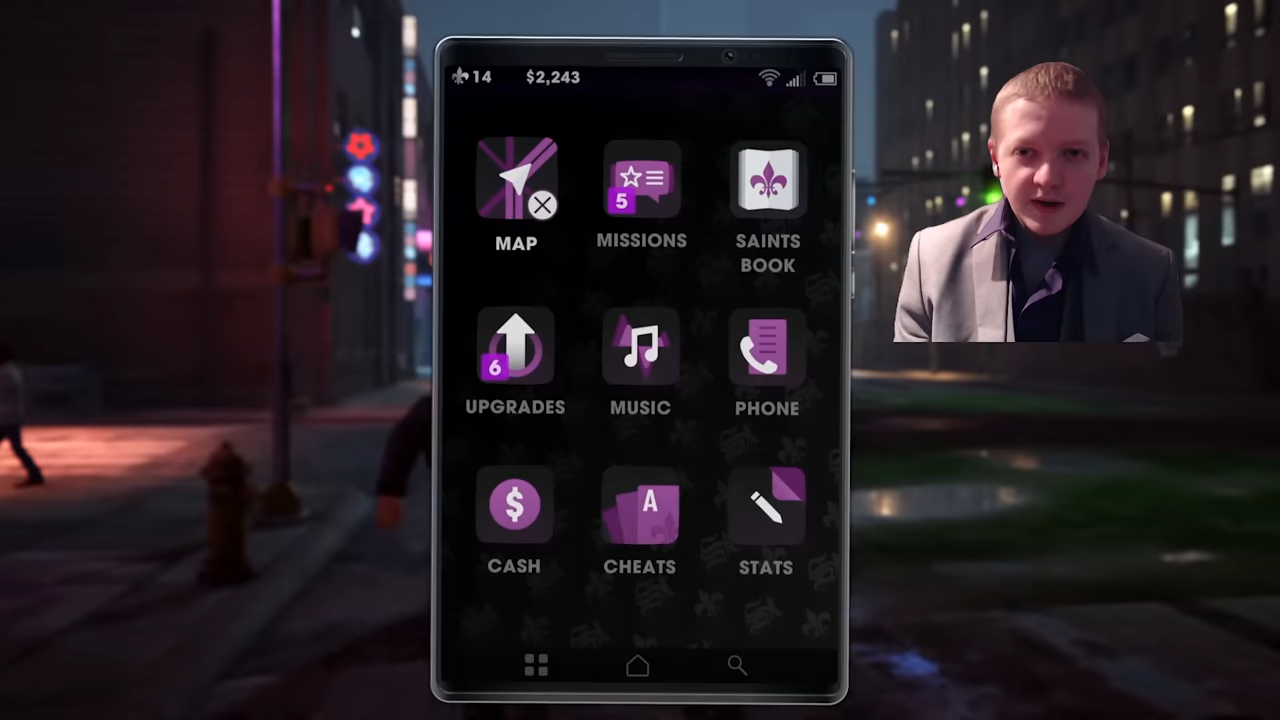 14 $2,243
MAP
5
MISSIONS
SAINTS
BOOK
6
UPGRADES
MUSIC
PHONE
$
CASH
A
CHEATS
STATS